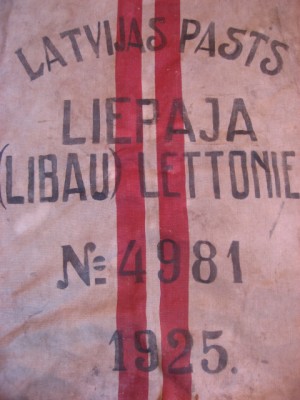 LATVIJAS PASTS
LIEPAJA
(LIBAU) LETTONIE
№ 4981
1925.